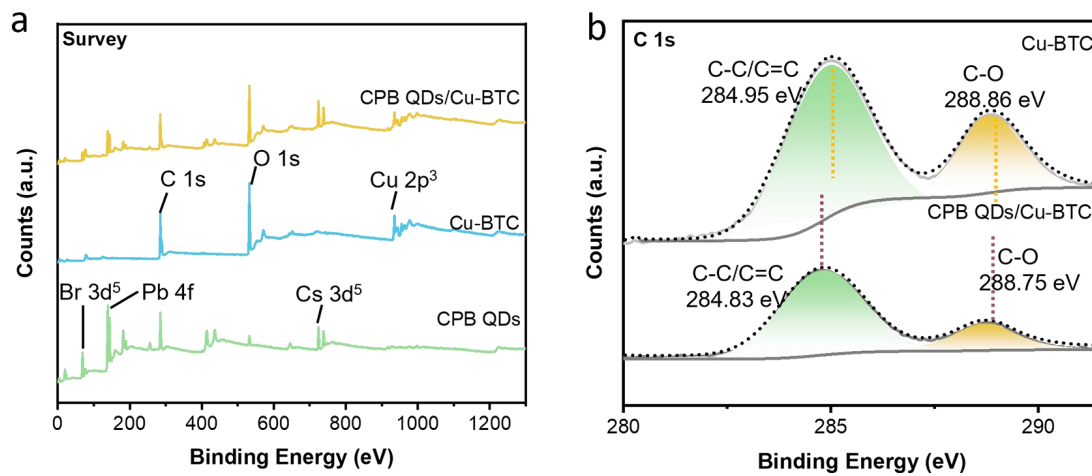 a
Survey
CPB QDs/Cu-BTC
C 1s
O 1s
Cu 2p³
Cu-BTC
Br 3d⁵
Pb 4f
Cs 3d⁵
CPB QDs
Counts (a.u.)
0 200 400 600 800 1000 1200
Binding Energy (eV)
b
C 1s
Cu-BTC
C-C/C=C
284.95 eV
C-O
288.86 eV
CPB QDs/Cu-BTC
C-C/C=C
284.83 eV
C-O
288.75 eV
Counts (a.u.)
280 285 290
Binding Energy (eV)